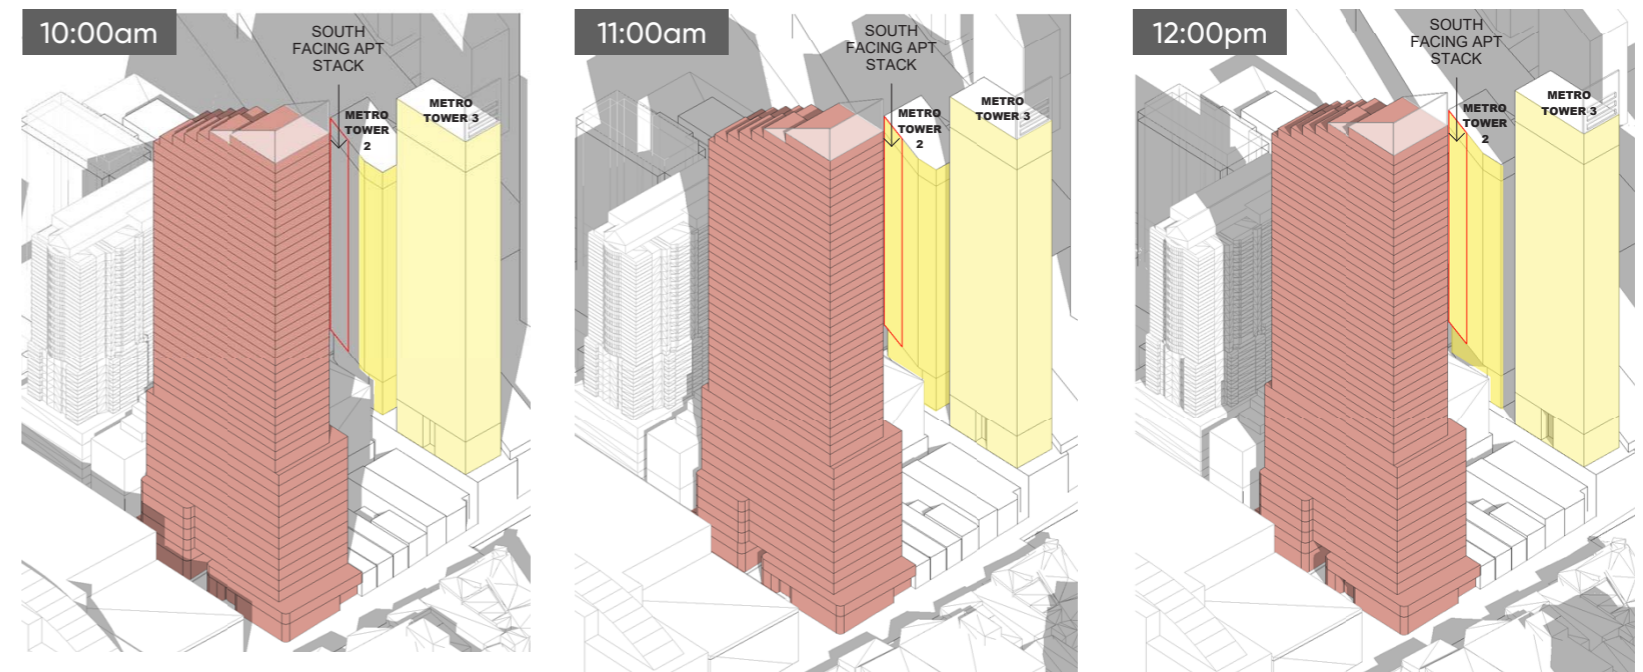 10:00am
SOUTH
FACING APT
STACK
METRO
TOWER
2
METRO
TOWER 3
11:00am
SOUTH
FACING APT
STACK
METRO
TOWER
2
METRO
TOWER 3
12:00pm
SOUTH
FACING APT
STACK
METRO
TOWER
2
METRO
TOWER 3